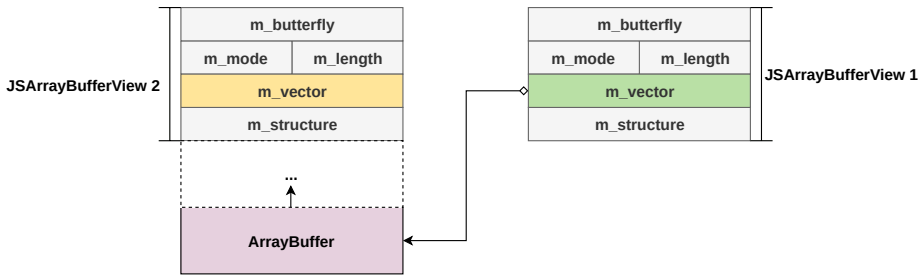 m_butterfly
m_mode
m_length
JSArrayBufferView 2
m_vector
m_structure
...
ArrayBuffer
m_butterfly
m_mode
m_length
JSArrayBufferView 1
m_vector
m_structure